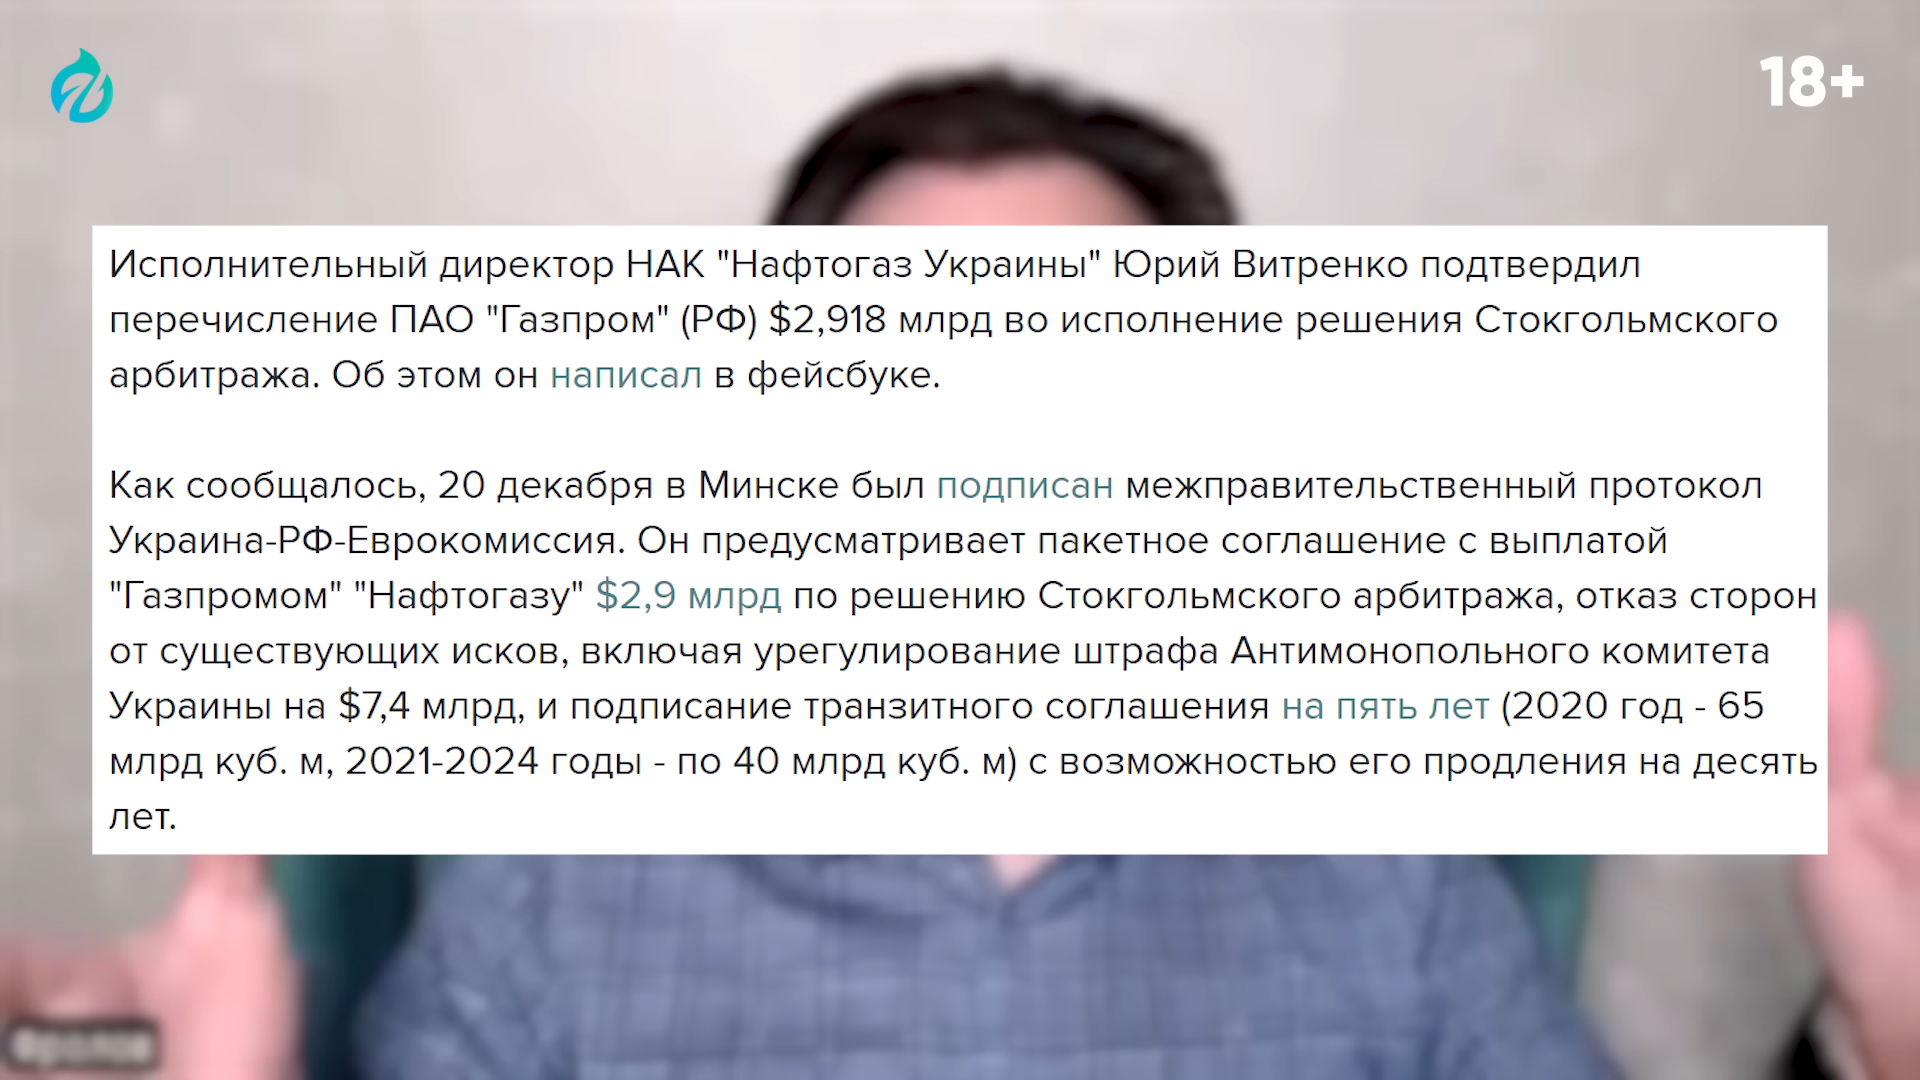 18+
Исполнительный директор НАК "Нафтогаз Украины" Юрий Витренко подтвердил
перечисление ПАО "Газпром" (РФ) $2,918 млрд во исполнение решения Стокгольмского
арбитража. Об этом он написал в фейсбуке.
Как сообщалось, 20 декабря в Минске был подписан межправительственный протокол
Украина-РФ-Еврокомиссия. Он предусматривает пакетное соглашение с выплатой
"Газпромом" "Нафтогазу" $2,9 млрд по решению Стокгольмского арбитража, отказ сторон
от существующих исков, включая урегулирование штрафа Антимонопольного комитета
Украины на $7,4 млрд, и подписание транзитного соглашения на пять лет (2020 год - 65
млрд куб. м, 2021-2024 годы - по 40 млрд куб. м) с возможностью его продления на десять
лет.